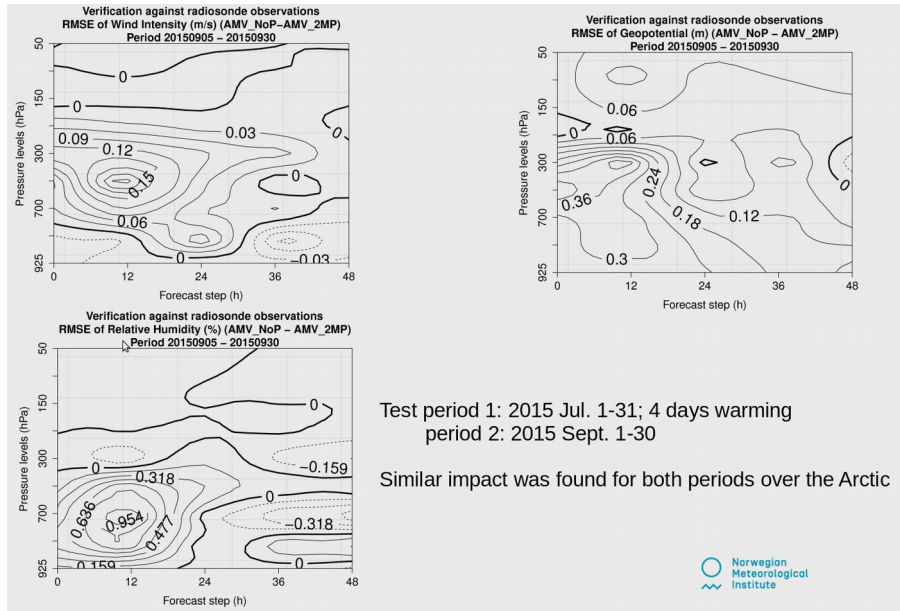 Verification against radiosonde observations
RMSE of Wind Intensity (m/s) (AMV_NoP−AMV_2MP)
Period 20150905 − 20150930
50
150
300
700
925
Pressure levels (hPa)
0
0
0
0.09
0.03
0.12
0.15
0
0.06
0
−0.03
0
12
24
36
48
Forecast step (h)
Verification against radiosonde observations
RMSE of Geopotential (m) (AMV_NoP − AMV_2MP)
Period 20150905 − 20150930
50
150
300
700
925
Pressure levels (hPa)
0.06
0
0.06
0.24
0
0.36
0.18
0.12
0.3
0
12
24
36
48
Forecast step (h)
Verification against radiosonde observations
RMSE of Relative Humidity (%) (AMV_NoP − AMV_2MP)
Period 20150905 − 20150930
50
150
300
700
925
Pressure levels (hPa)
0
0
0
−0.159
0.318
0
0.636
0.954
0.477
−0.318
0.159
0
0
12
24
36
48
Forecast step (h)
Test period 1: 2015 Jul. 1-31; 4 days warming
period 2: 2015 Sept. 1-30
Similar impact was found for both periods over the Arctic
Norwegian
Meteorological
Institute